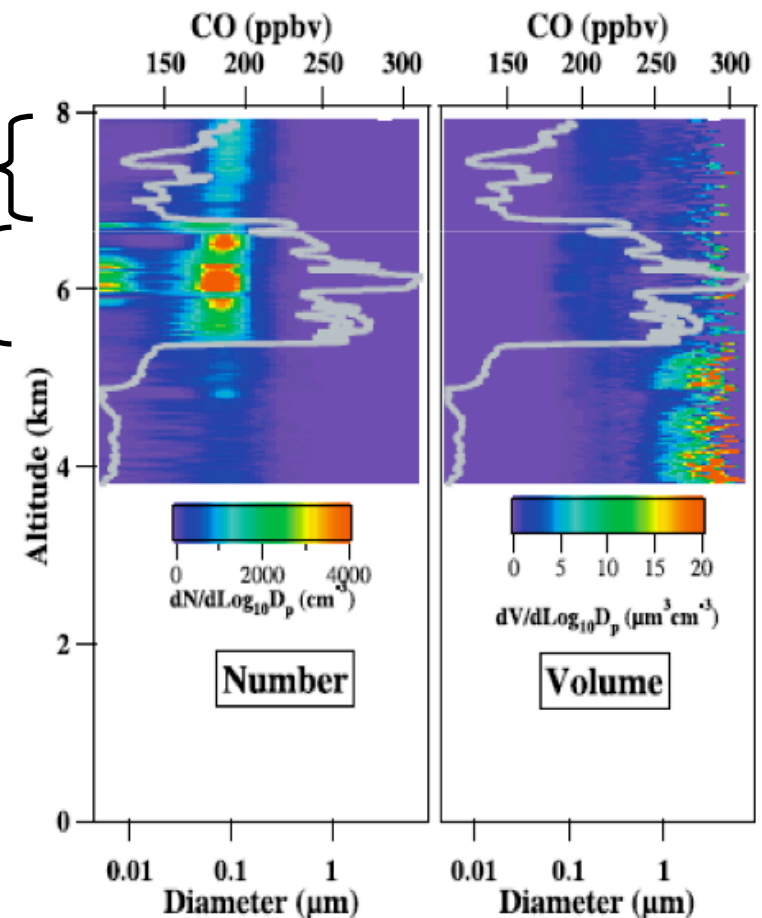 CO (ppbv)
150 200 250 300
CO (ppbv)
150 200 250 300
8
6
4
2
0
Altitude (km)
0 2000 4000
dN/dLog10Dp (cm-3)
0 5 10 15 20
dV/dLog10Dp (µm3cm-3)
Number
Volume
0.01 0.1 1
Diameter (µm)
0.01 0.1 1
Diameter (µm)